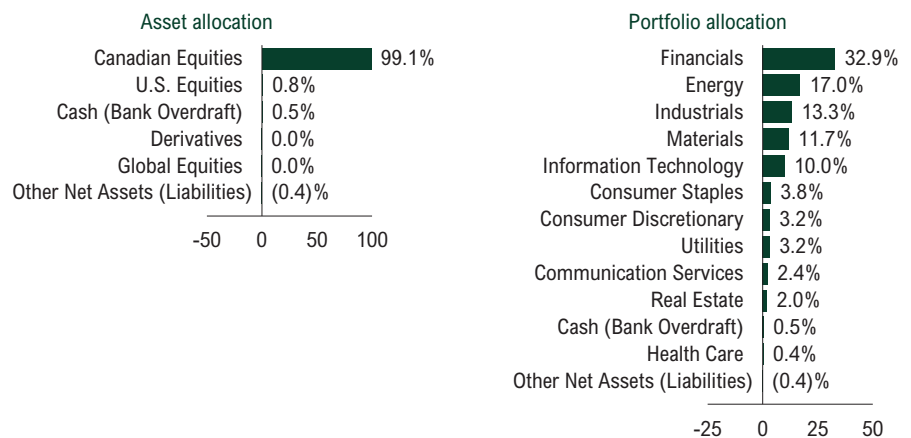 Asset allocation
Canadian Equities 99.1%
U.S. Equities 0.8%
Cash (Bank Overdraft) 0.5%
Derivatives 0.0%
Global Equities 0.0%
Other Net Assets (Liabilities) (0.4)%
-50 0 50 100
Portfolio allocation
Financials 32.9%
Energy 17.0%
Industrials 13.3%
Materials 11.7%
Information Technology 10.0%
Consumer Staples 3.8%
Consumer Discretionary 3.2%
Utilities 3.2%
Communication Services 2.4%
Real Estate 2.0%
Cash (Bank Overdraft) 0.5%
Health Care 0.4%
Other Net Assets (Liabilities) (0.4)%
-25 0 25 50